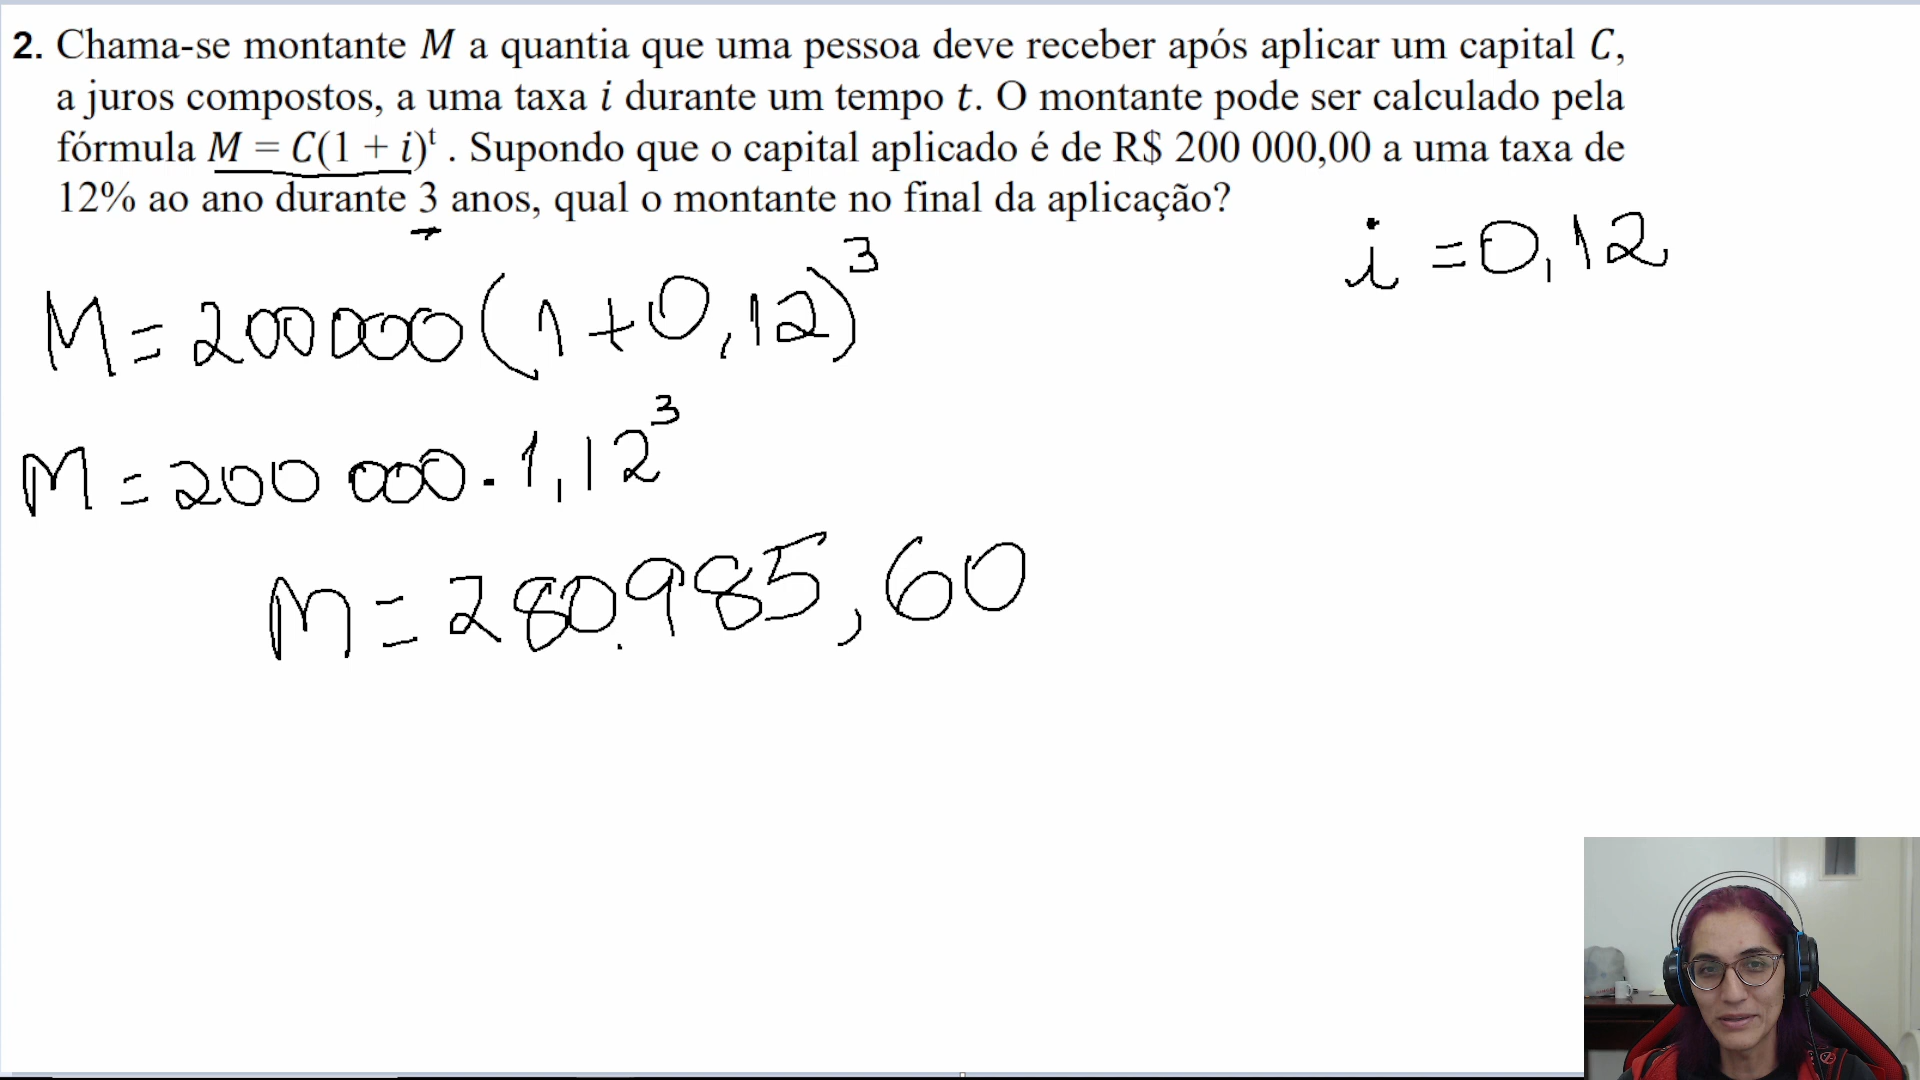 2. Chama-se montante M a quantia que uma pessoa deve receber após aplicar um capital C,
a juros compostos, a uma taxa i durante um tempo t. O montante pode ser calculado pela
fórmula M = C(1 + i)ᵗ . Supondo que o capital aplicado é de R$ 200 000,00 a uma taxa de
12% ao ano durante 3 anos, qual o montante no final da aplicação?
i = 0,12
M = 200 000 (1 + 0,12)³
M = 200 000 . 1,12³
M = 280.985,60